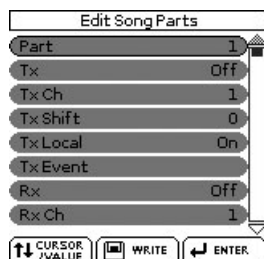 Edit Song Parts
Part 1
Tx Off
Tx Ch 1
Tx Shift 0
Tx Local On
Tx Event
Rx Off
Rx Ch 1
CURSOR
/VALUE
WRITE
ENTER